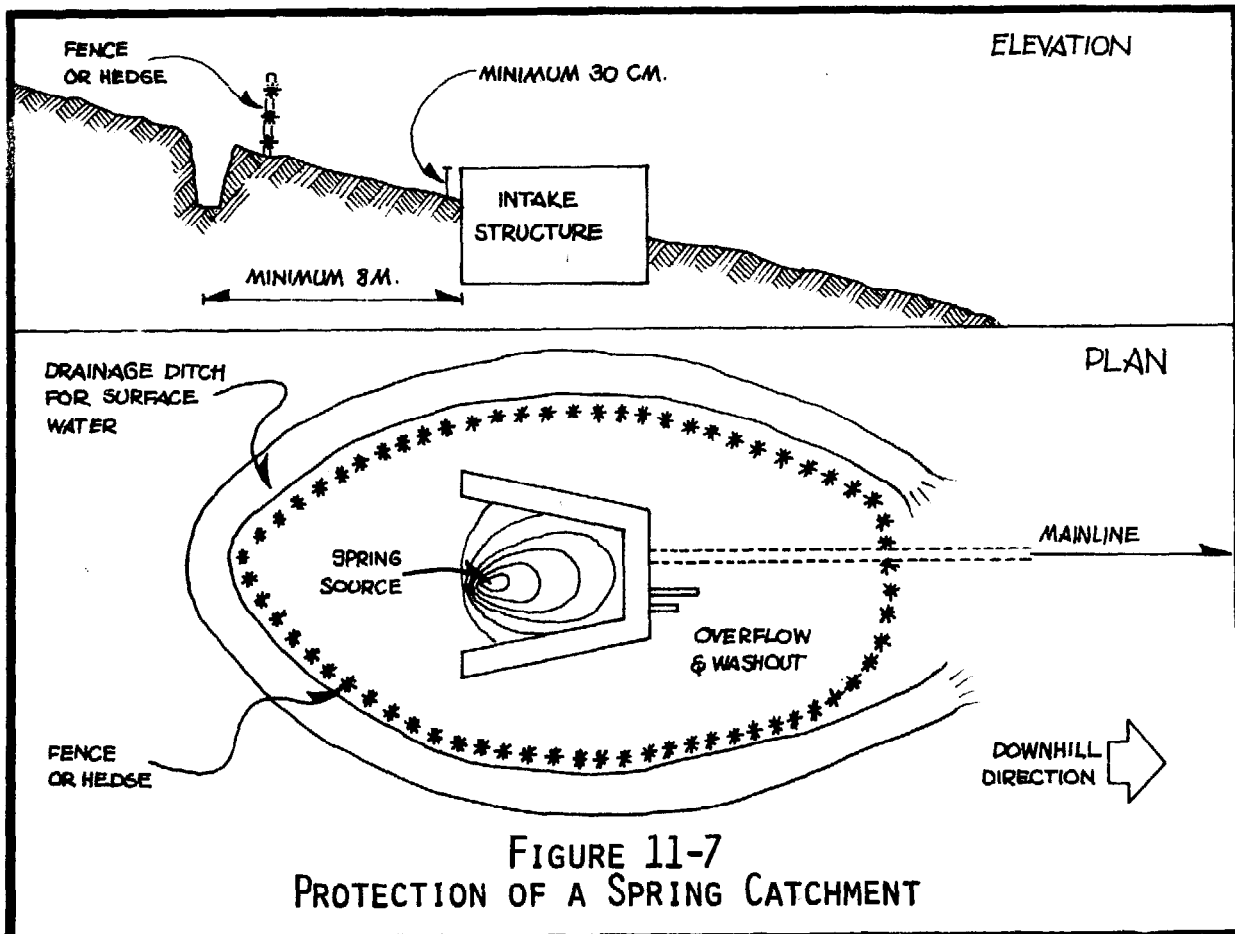 ELEVATION
FENCE
OR HEDGE
MINIMUM 30 CM.
INTAKE
STRUCTURE
MINIMUM 8M.
PLAN
DRAINAGE DITCH
FOR SURFACE
WATER
MAINLINE
SPRING
SOURCE
OVERFLOW
& WASHOUT
FENCE
OR HEDGE
DOWNHILL
DIRECTION
FIGURE 11-7
PROTECTION OF A SPRING CATCHMENT